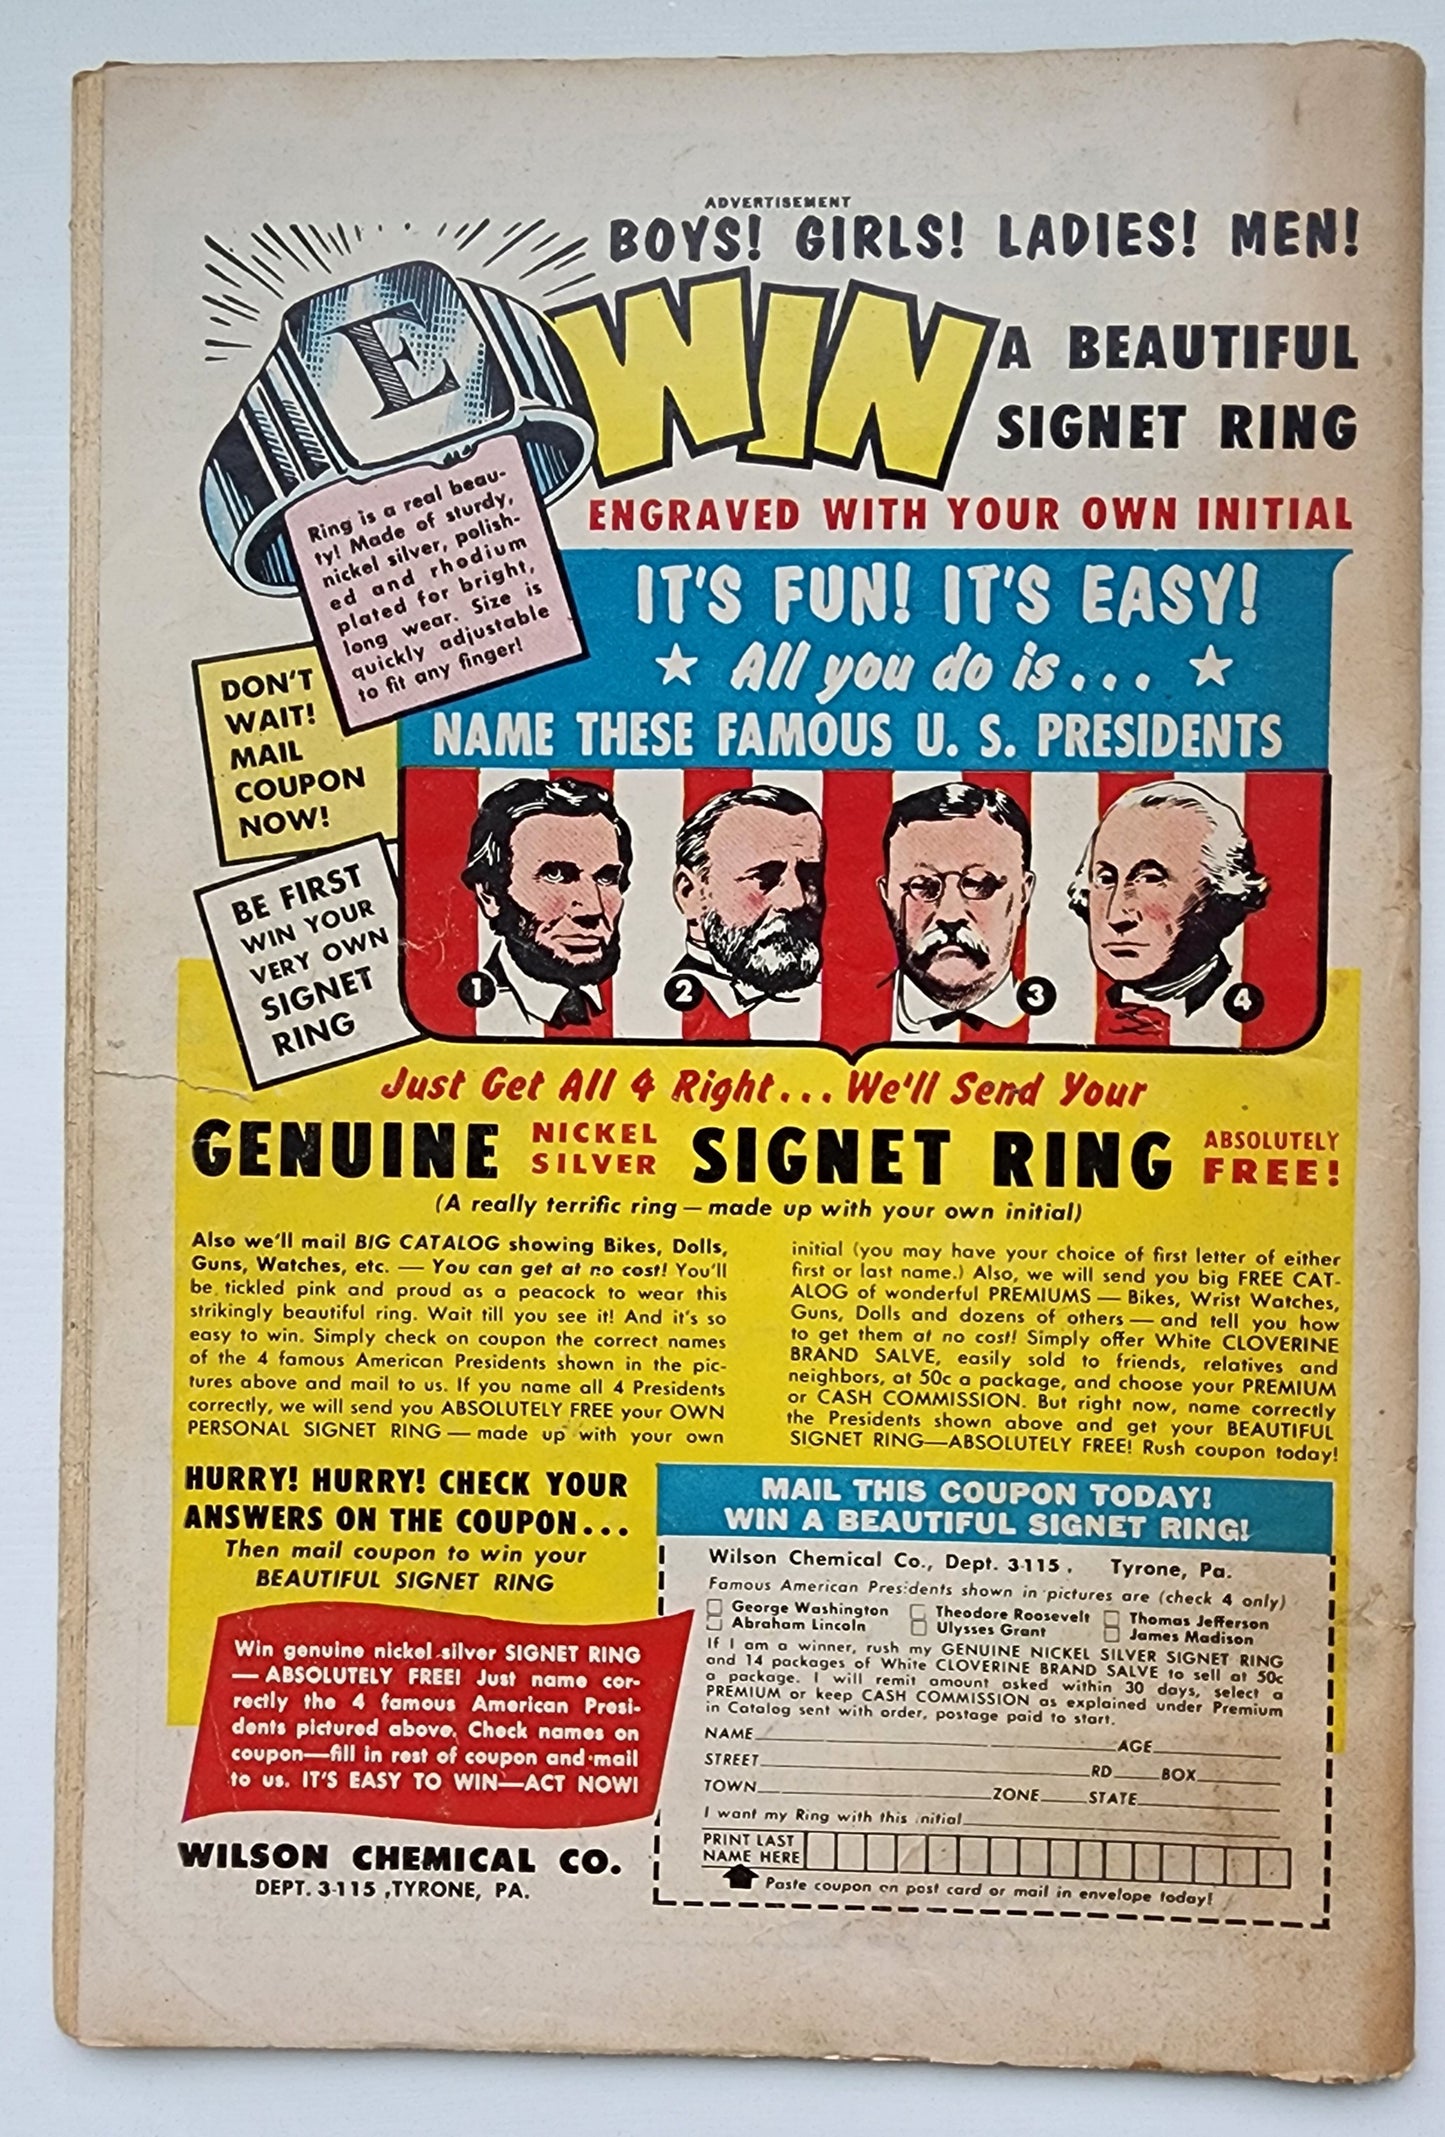 ADVERTISEMENT
BOYS! GIRLS! LADIES! MEN!
E
WIN
A BEAUTIFUL
SIGNET RING
ENGRAVED WITH YOUR OWN INITIAL
Ring is a real beau-
ty! Made of sturdy,
nickel silver, polish-
ed and rhodium
plated for bright,
long wear. Size is
quickly adjustable
to fit any finger!
IT'S FUN! IT'S EASY!
★ All you do is... ★
NAME THESE FAMOUS U. S. PRESIDENTS
DON'T
WAIT!
MAIL
COUPON
NOW!
BE FIRST
WIN YOUR
VERY OWN
SIGNET
RING
1
2
3
4
Just Get All 4 Right... We'll Send Your
GENUINE NICKEL SILVER SIGNET RING ABSOLUTELY FREE!
(A really terrific ring — made up with your own initial)
Also we'll mail BIG CATALOG showing Bikes, Dolls,
Guns, Watches, etc. — You can get at no cost! You'll
be tickled pink and proud as a peacock to wear this
strikingly beautiful ring. Wait till you see it! And it's so
easy to win. Simply check on coupon the correct names
of the 4 famous American Presidents shown in the pic-
tures above and mail to us. If you name all 4 Presidents
correctly, we will send you ABSOLUTELY FREE your OWN
PERSONAL SIGNET RING — made up with your own
initial (you may have your choice of first letter of either
first or last name.) Also, we will send you big FREE CAT-
ALOG of wonderful PREMIUMS — Bikes, Wrist Watches,
Guns, Dolls and dozens of others — and tell you how
to get them at no cost! Simply offer White CLOVERINE
BRAND SALVE, easily sold to friends, relatives and
neighbors, at 50c a package, and choose your PREMIUM
or CASH COMMISSION. But right now, name correctly
the Presidents shown above and get your BEAUTIFUL
SIGNET RING—ABSOLUTELY FREE! Rush coupon today!
HURRY! HURRY! CHECK YOUR
ANSWERS ON THE COUPON...
Then mail coupon to win your
BEAUTIFUL SIGNET RING
Win genuine nickel silver SIGNET RING
— ABSOLUTELY FREE! Just name cor-
rectly the 4 famous American Presi-
dents pictured above. Check names on
coupon—fill in rest of coupon and mail
to us. IT'S EASY TO WIN—ACT NOW!
WILSON CHEMICAL CO.
DEPT. 3-115, TYRONE, PA.
MAIL THIS COUPON TODAY!
WIN A BEAUTIFUL SIGNET RING!
Wilson Chemical Co., Dept. 3-115, Tyrone, Pa.
Famous American Presidents shown in pictures are (check 4 only)
☐ George Washington ☐ Theodore Roosevelt ☐ Thomas Jefferson
☐ Abraham Lincoln ☐ Ulysses Grant ☐ James Madison
If I am a winner, rush my GENUINE NICKEL SILVER SIGNET RING
and 14 packages of White CLOVERINE BRAND SALVE to sell at 50c
a package. I will remit amount asked within 30 days, select a
PREMIUM or keep CASH COMMISSION as explained under Premium
in Catalog sent with order, postage paid to start.
NAME AGE
STREET RD BOX
TOWN ZONE STATE
I want my Ring with this initial
PRINT LAST
NAME HERE
Paste coupon on post card or mail in envelope today!